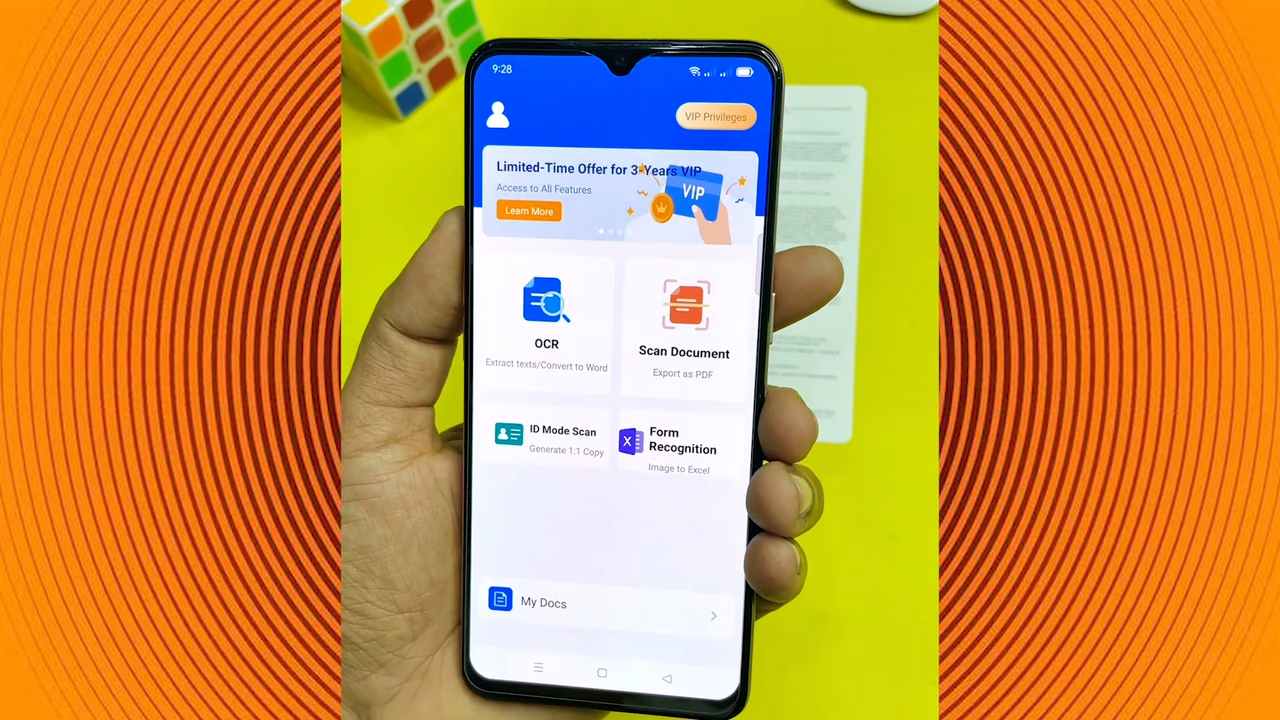 9:28
VIP Privileges
Limited-Time Offer for 3-Years VIP
Access to All Features
VIP
Learn More
OCR
Extract texts/Convert to Word
Scan Document
Export as PDF
ID Mode Scan
Generate 1:1 Copy
X
Form
Recognition
Image to Excel
My Docs